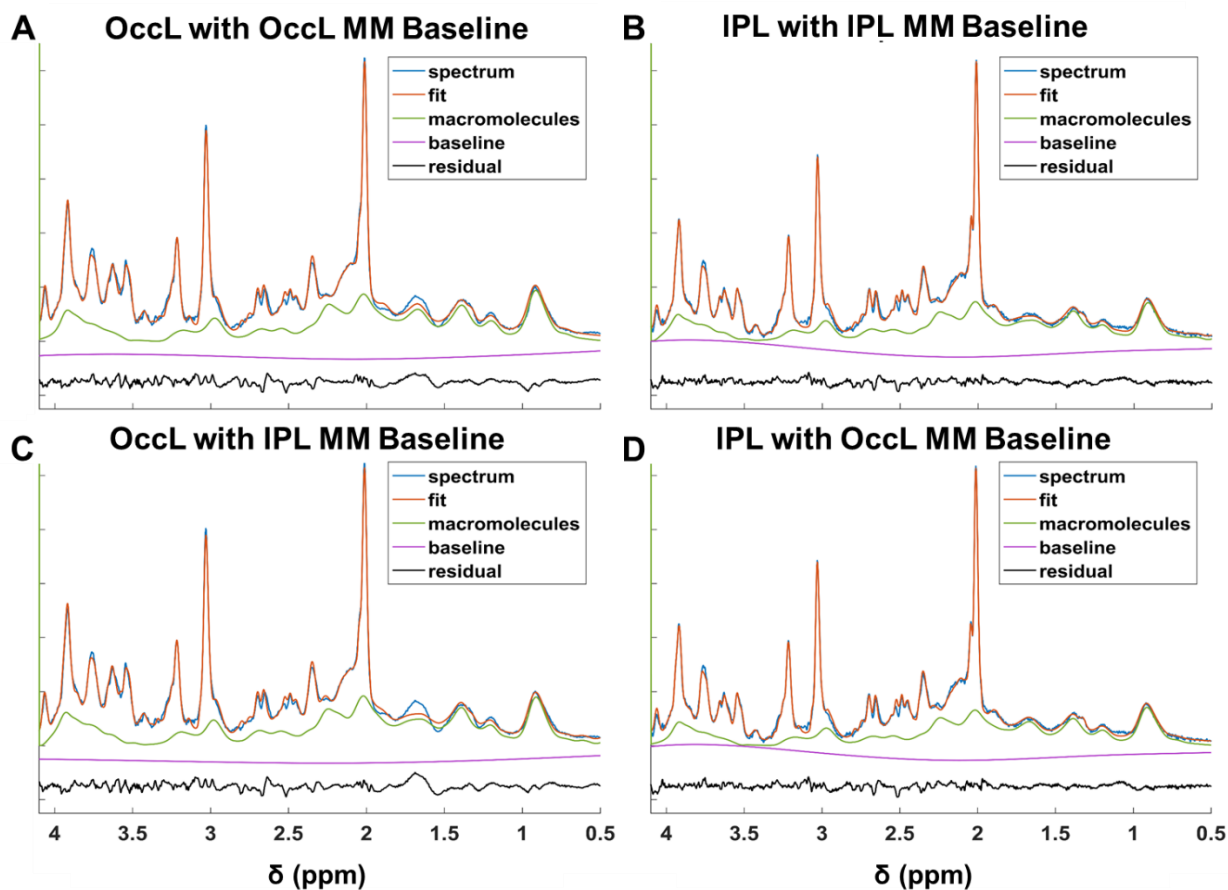 A
OccL with OccL MM Baseline
spectrum
fit
macromolecules
baseline
residual
B
IPL with IPL MM Baseline
spectrum
fit
macromolecules
baseline
residual
C
OccL with IPL MM Baseline
spectrum
fit
macromolecules
baseline
residual
4 3.5 3 2.5 2 1.5 1 0.5
δ (ppm)
D
IPL with OccL MM Baseline
spectrum
fit
macromolecules
baseline
residual
4 3.5 3 2.5 2 1.5 1 0.5
δ (ppm)